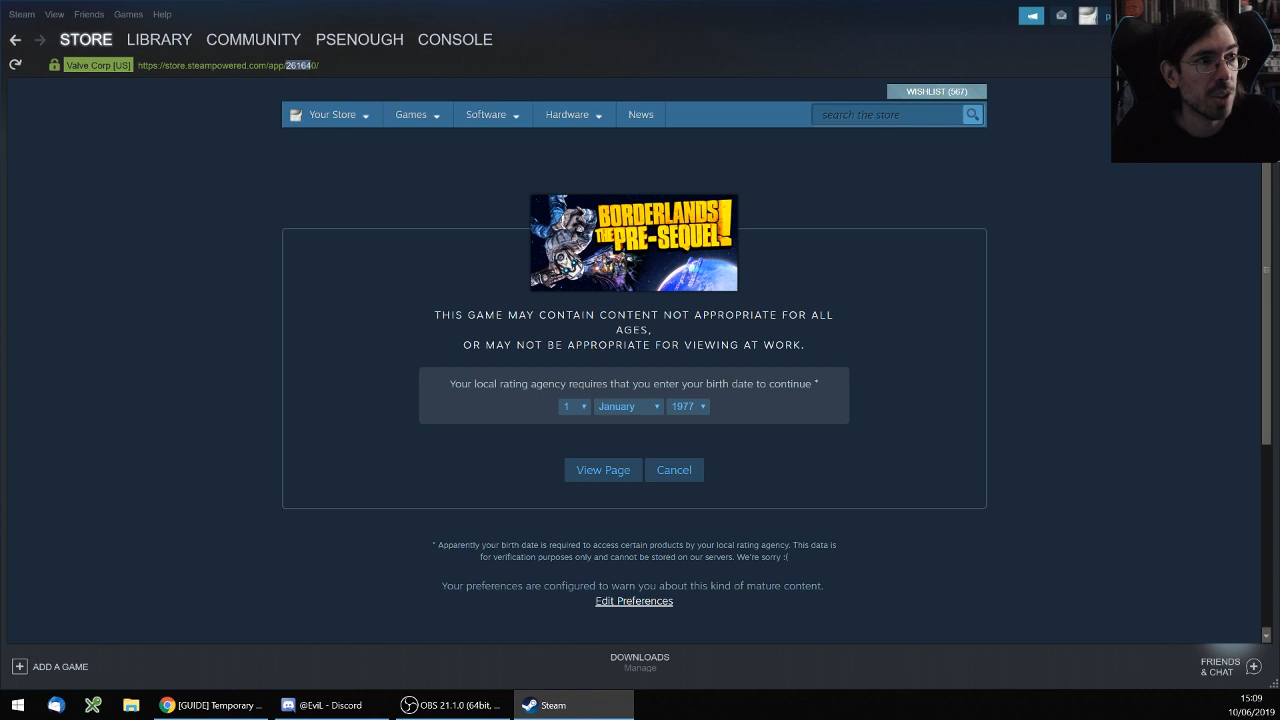 Steam View Friends Games Help
STORE LIBRARY COMMUNITY PSENOUGH CONSOLE
Valve Corp [US] https://store.steampowered.com/app/261640/
WISHLIST (567)
Your Store Games Software Hardware News search the store
BORDERLANDS
THE PRE-SEQUEL!
THIS GAME MAY CONTAIN CONTENT NOT APPROPRIATE FOR ALL
AGES,
OR MAY NOT BE APPROPRIATE FOR VIEWING AT WORK.
Your local rating agency requires that you enter your birth date to continue *
1 January 1977
View Page Cancel
* Apparently your birth date is required to access certain products by your local rating agency. This data is
for verification purposes only and cannot be stored on our servers. We're sorry :(
Your preferences are configured to warn you about this kind of mature content.
Edit Preferences
ADD A GAME
DOWNLOADS
Manage
FRIENDS
& CHAT
[GUIDE] Temporary ... @EviL - Discord OBS 21.1.0 (64bit, ... Steam
15:09
10/06/2019